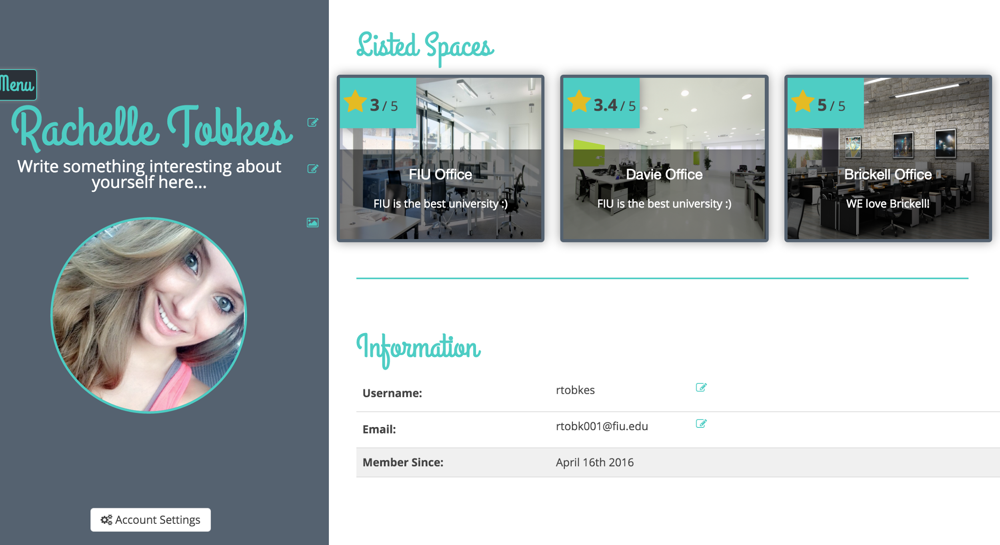 Menu
Rachelle Tobkes
Write something interesting about
yourself here...
Account Settings
Listed Spaces
3 / 5
FIU Office
FIU is the best university :)
3.4 / 5
Davie Office
FIU is the best university :)
5 / 5
Brickell Office
WE love Brickell!
Information
Username: rtobkes
Email: rtobk001@fiu.edu
Member Since: April 16th 2016